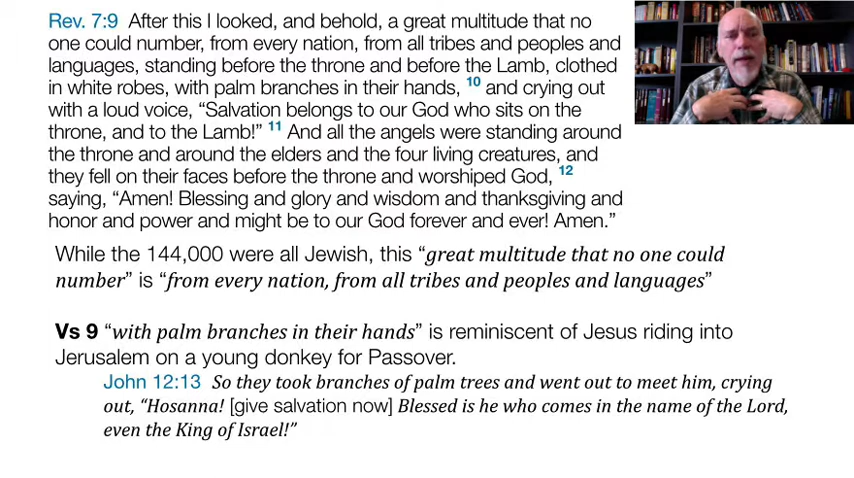 Rev. 7:9 After this I looked, and behold, a great multitude that no
one could number, from every nation, from all tribes and peoples and
languages, standing before the throne and before the Lamb, clothed
in white robes, with palm branches in their hands, 10 and crying out
with a loud voice, “Salvation belongs to our God who sits on the
throne, and to the Lamb!” 11 And all the angels were standing around
the throne and around the elders and the four living creatures, and
they fell on their faces before the throne and worshiped God, 12
saying, “Amen! Blessing and glory and wisdom and thanksgiving and
honor and power and might be to our God forever and ever! Amen.”
While the 144,000 were all Jewish, this “great multitude that no one could
number” is “from every nation, from all tribes and peoples and languages”
Vs 9 “with palm branches in their hands” is reminiscent of Jesus riding into
Jerusalem on a young donkey for Passover.
John 12:13 So they took branches of palm trees and went out to meet him, crying
out, “Hosanna! [give salvation now] Blessed is he who comes in the name of the Lord,
even the King of Israel!”